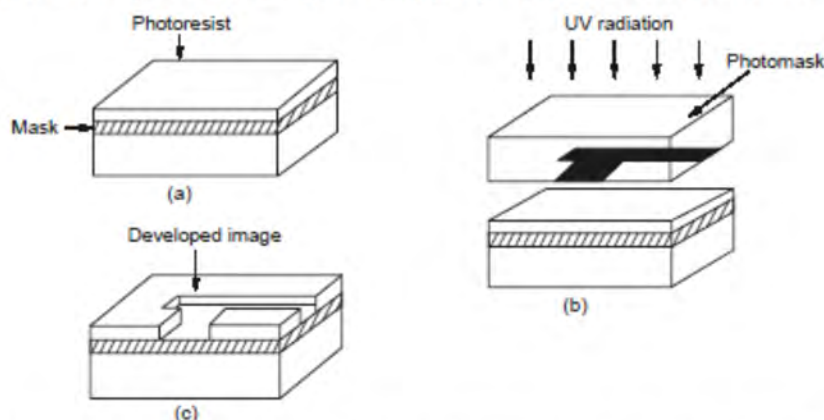 Photoresist
Mask
(a)
UV radiation
Photomask
(b)
Developed image
(c)